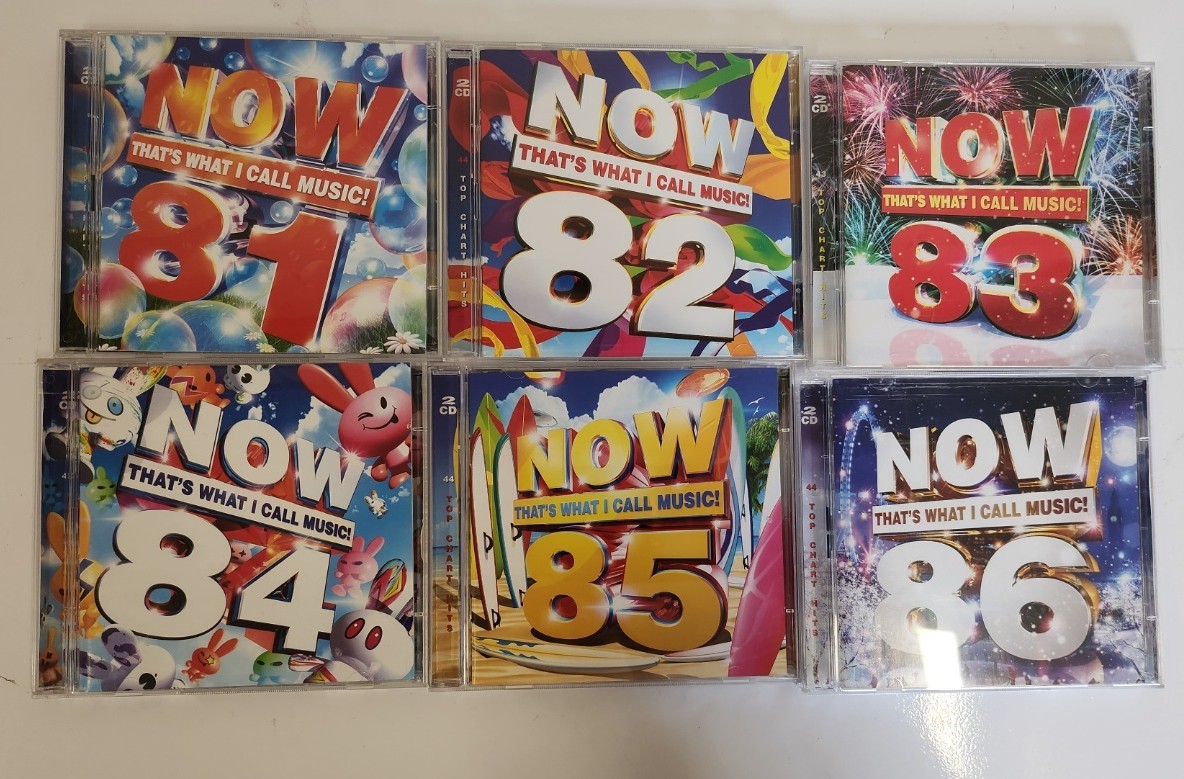 NOW
THAT'S WHAT I CALL MUSIC!
81
2
CD
44 TOP CHART HITS
NOW
THAT'S WHAT I CALL MUSIC!
82
2
CD
TOP CHART HITS
NOW
THAT'S WHAT I CALL MUSIC!
83
NOW
THAT'S WHAT I CALL MUSIC!
84
2
CD
44 TOP CHART HITS
NOW
THAT'S WHAT I CALL MUSIC!
85
2
CD
44 TOP CHART HITS
NOW
THAT'S WHAT I CALL MUSIC!
86